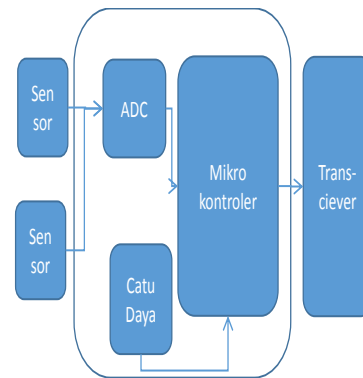 Sen
sor
ADC
Mikro
kontroler
Trans-
ciever
Sen
sor
Catu
Daya